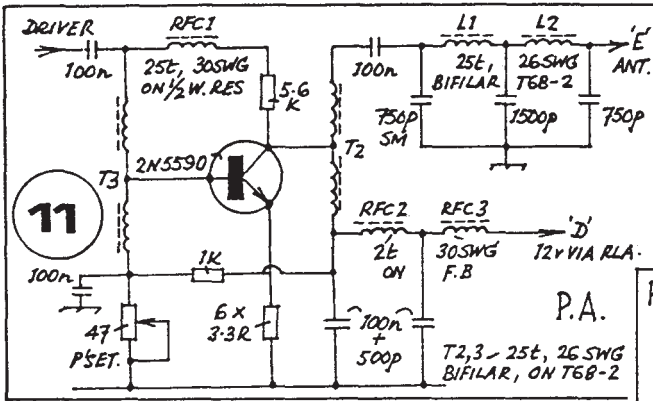 DRIVER
100n
RFC1
25t, 30SWG
ON ½W. RES
5.6
K
2N5590
T3
11
100n
47
P'SET.
1K
6 x
3.3R
T2
100n
L1
25t,
BIFILAR
L2
26SWG
T68-2
'E'
ANT.
750p
SM
1500p
750p
RFC2
2t
ON
RFC3
30SWG
F.B
'D'
12v VIA RLA.
100n
+
500p
P.A.
T2,3 - 25t, 26SWG
BIFILAR, ON T68-2